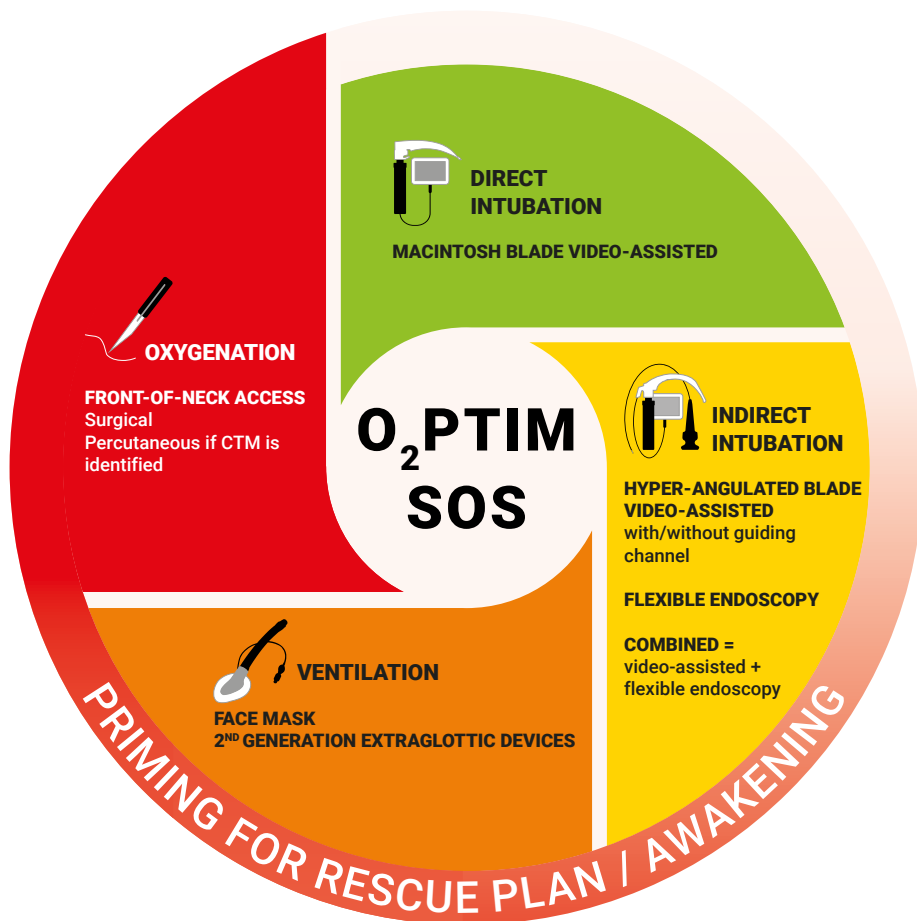 DIRECT
INTUBATION
MACINTOSH BLADE VIDEO-ASSISTED
INDIRECT
INTUBATION
HYPER-ANGULATED BLADE
VIDEO-ASSISTED
with/without guiding
channel
FLEXIBLE ENDOSCOPY
COMBINED =
video-assisted +
flexible endoscopy
VENTILATION
FACE MASK
2ND GENERATION EXTRAGLOTTIC DEVICES
OXYGENATION
FRONT-OF-NECK ACCESS
Surgical
Percutaneous if CTM is
identified
O2PTIM
SOS
PRIMING FOR RESCUE PLAN / AWAKENING